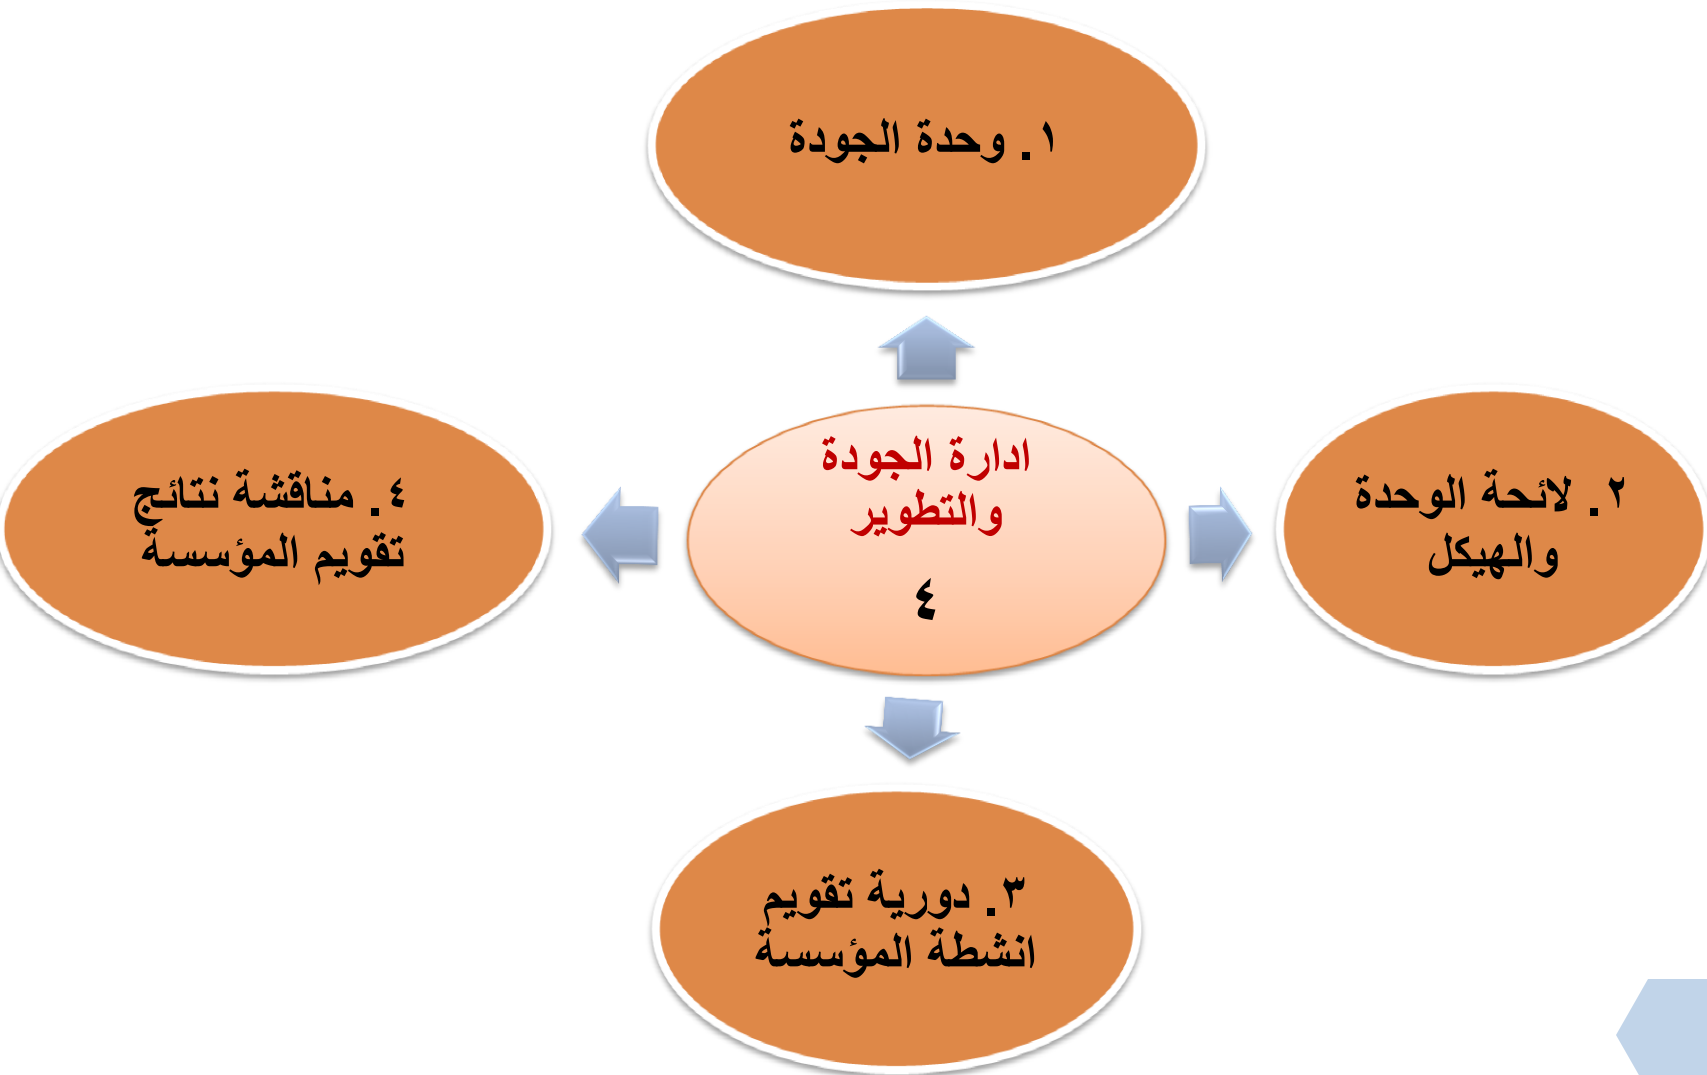 ١. وحدة الجودة
ادارة الجودة
والتطوير
٤
٢. لائحة الوحدة
والهيكل
٣. دورية تقويم
انشطة المؤسسة
٤. مناقشة نتائج
تقويم المؤسسة